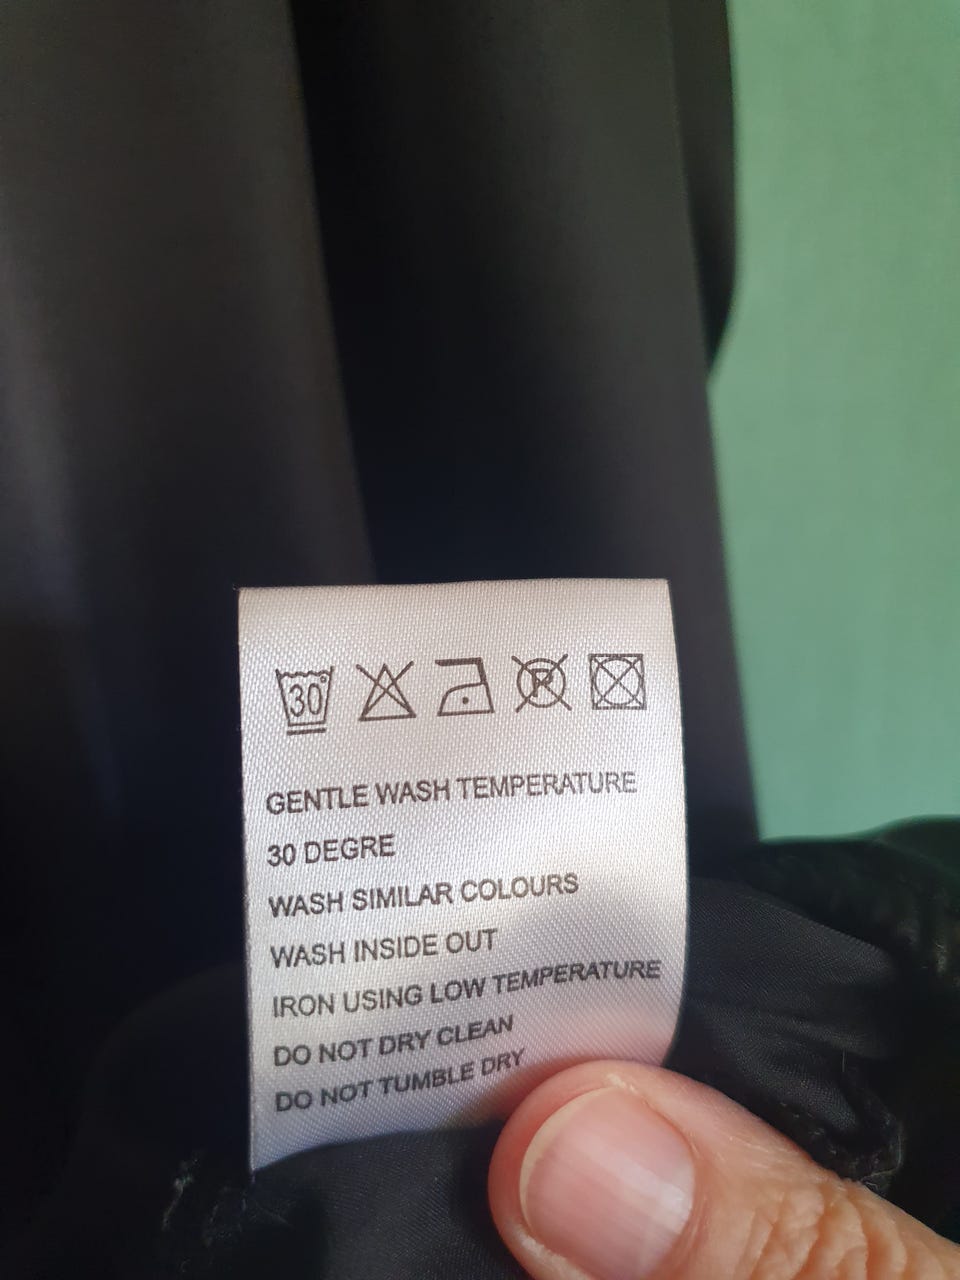 30°
P
GENTLE WASH TEMPERATURE
30 DEGRE
WASH SIMILAR COLOURS
WASH INSIDE OUT
IRON USING LOW TEMPERATURE
DO NOT DRY CLEAN
DO NOT TUMBLE DRY